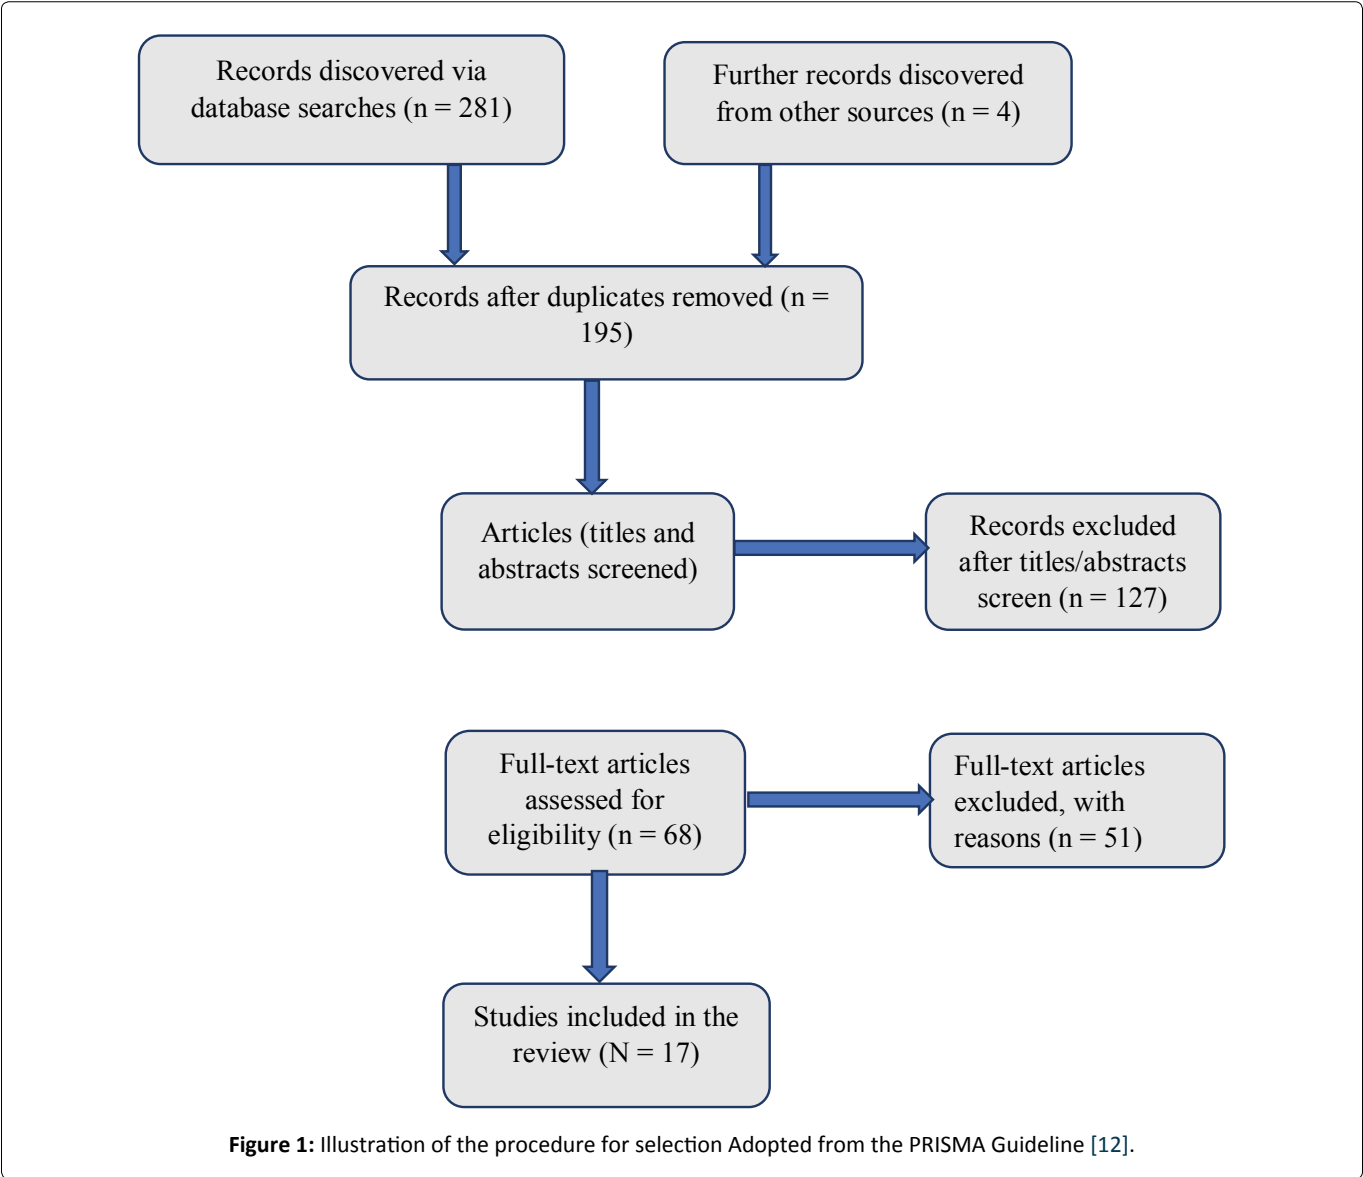 Records discovered via
database searches (n = 281)
Further records discovered
from other sources (n = 4)
Records after duplicates removed (n =
195)
Articles (titles and
abstracts screened)
Records excluded
after titles/abstracts
screen (n = 127)
Full-text articles
assessed for
eligibility (n = 68)
Full-text articles
excluded, with
reasons (n = 51)
Studies included in the
review (N = 17)
Figure 1: Illustration of the procedure for selection Adopted from the PRISMA Guideline [12].